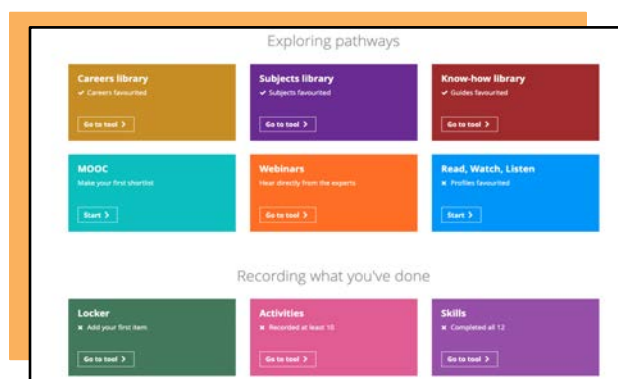 Exploring pathways
Careers library
✔ Careers favourited
Go to tool >
Subjects library
✔ Subjects favourited
Go to tool >
Know-how library
✔ Guides favourited
Go to tool >
MOOC
Make your first shortlist
Start >
Webinars
Hear directly from the experts
Go to tool >
Read, Watch, Listen
✖ Profiles favourited
Start >
Recording what you've done
Locker
✖ Add your first item
Go to tool >
Activities
✖ Recorded at least 10
Go to tool >
Skills
✖ Completed all 12
Go to tool >